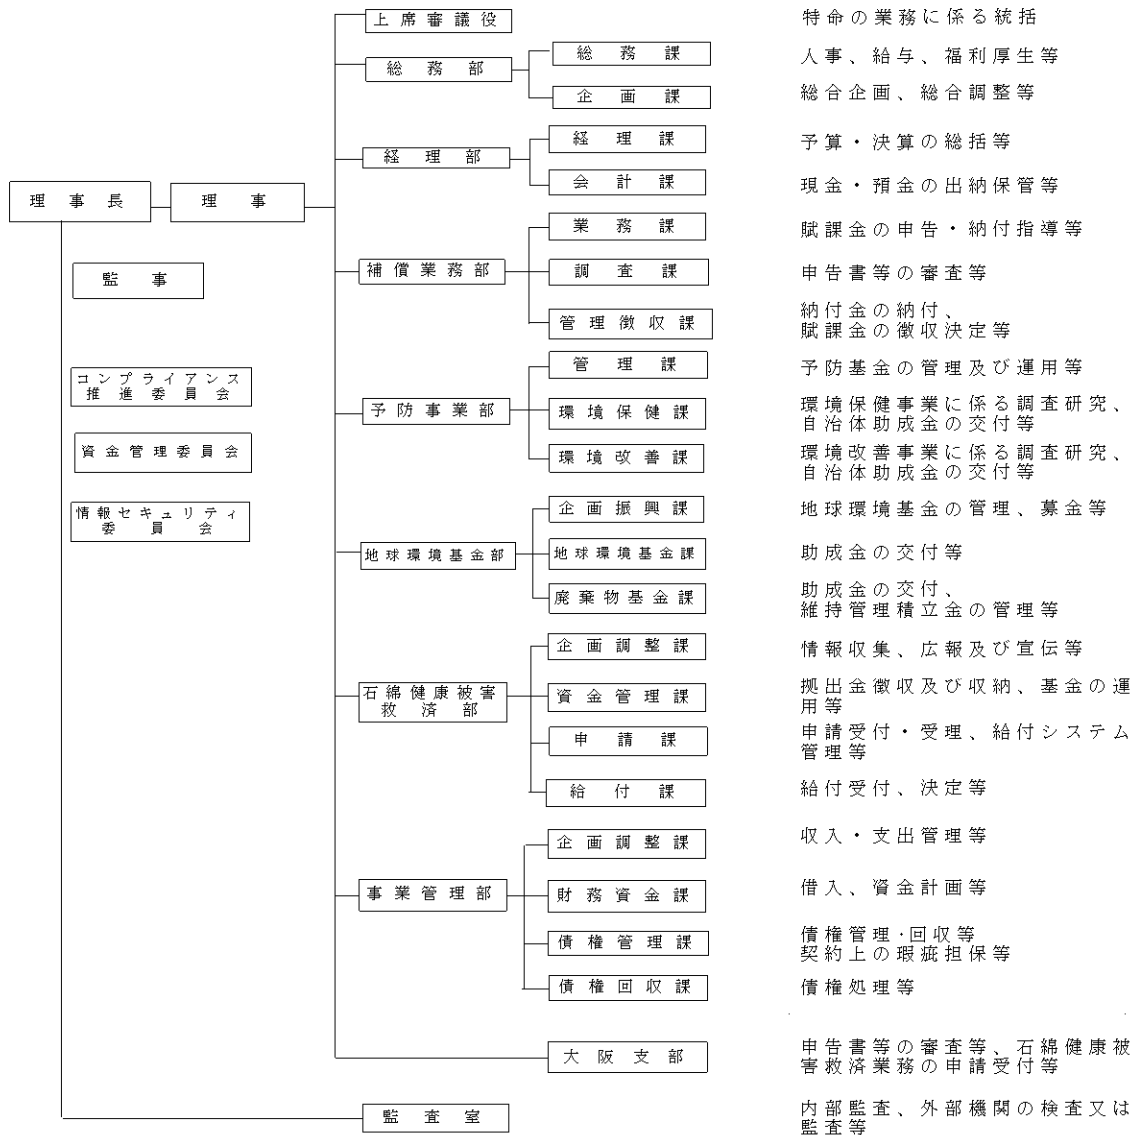 上席審議役 特命の業務に係る統括
総務部
総務課 人事、給与、福利厚生等
企画課 総合企画、総合調整等
経理部
経理課 予算・決算の総括等
会計課 現金・預金の出納保管等
理事長
理事
監事
コンプライアンス
推進委員会
資金管理委員会
情報セキュリティ
委員会
補償業務部
業務課 賦課金の申告・納付指導等
調査課 申告書等の審査等
管理徴収課 納付金の納付、
賦課金の徴収決定等
予防事業部
管理課 予防基金の管理及び運用等
環境保健課 環境保健事業に係る調査研究、
自治体助成金の交付等
環境改善課 環境改善事業に係る調査研究、
自治体助成金の交付等
地球環境基金部
企画振興課 地球環境基金の管理、募金等
地球環境基金課 助成金の交付等
廃棄物基金課 助成金の交付、
維持管理積立金の管理等
石綿健康被害
救済部
企画調整課 情報収集、広報及び宣伝等
資金管理課 拠出金徴収及び収納、基金の運
用等
申請課 申請受付・受理、給付システム
管理等
給付課 給付受付、決定等
事業管理部
企画調整課 収入・支出管理等
財務資金課 借入、資金計画等
債権管理課 債権管理・回収等
契約上の瑕疵担保等
債権回収課 債権処理等
大阪支部 申告書等の審査等、石綿健康被
害救済業務の申請受付等
監査室 内部監査、外部機関の検査又は
監査等